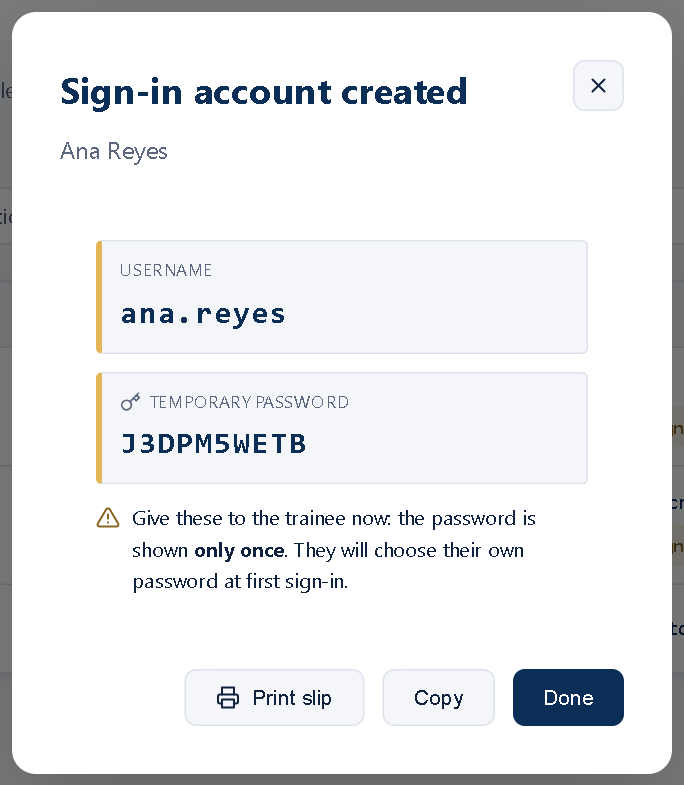 Sign-in account created
Ana Reyes
USERNAME
ana.reyes
TEMPORARY PASSWORD
J3DPM5WETB
Give these to the trainee now: the password is
shown only once. They will choose their own
password at first sign-in.
Print slip
Copy
Done